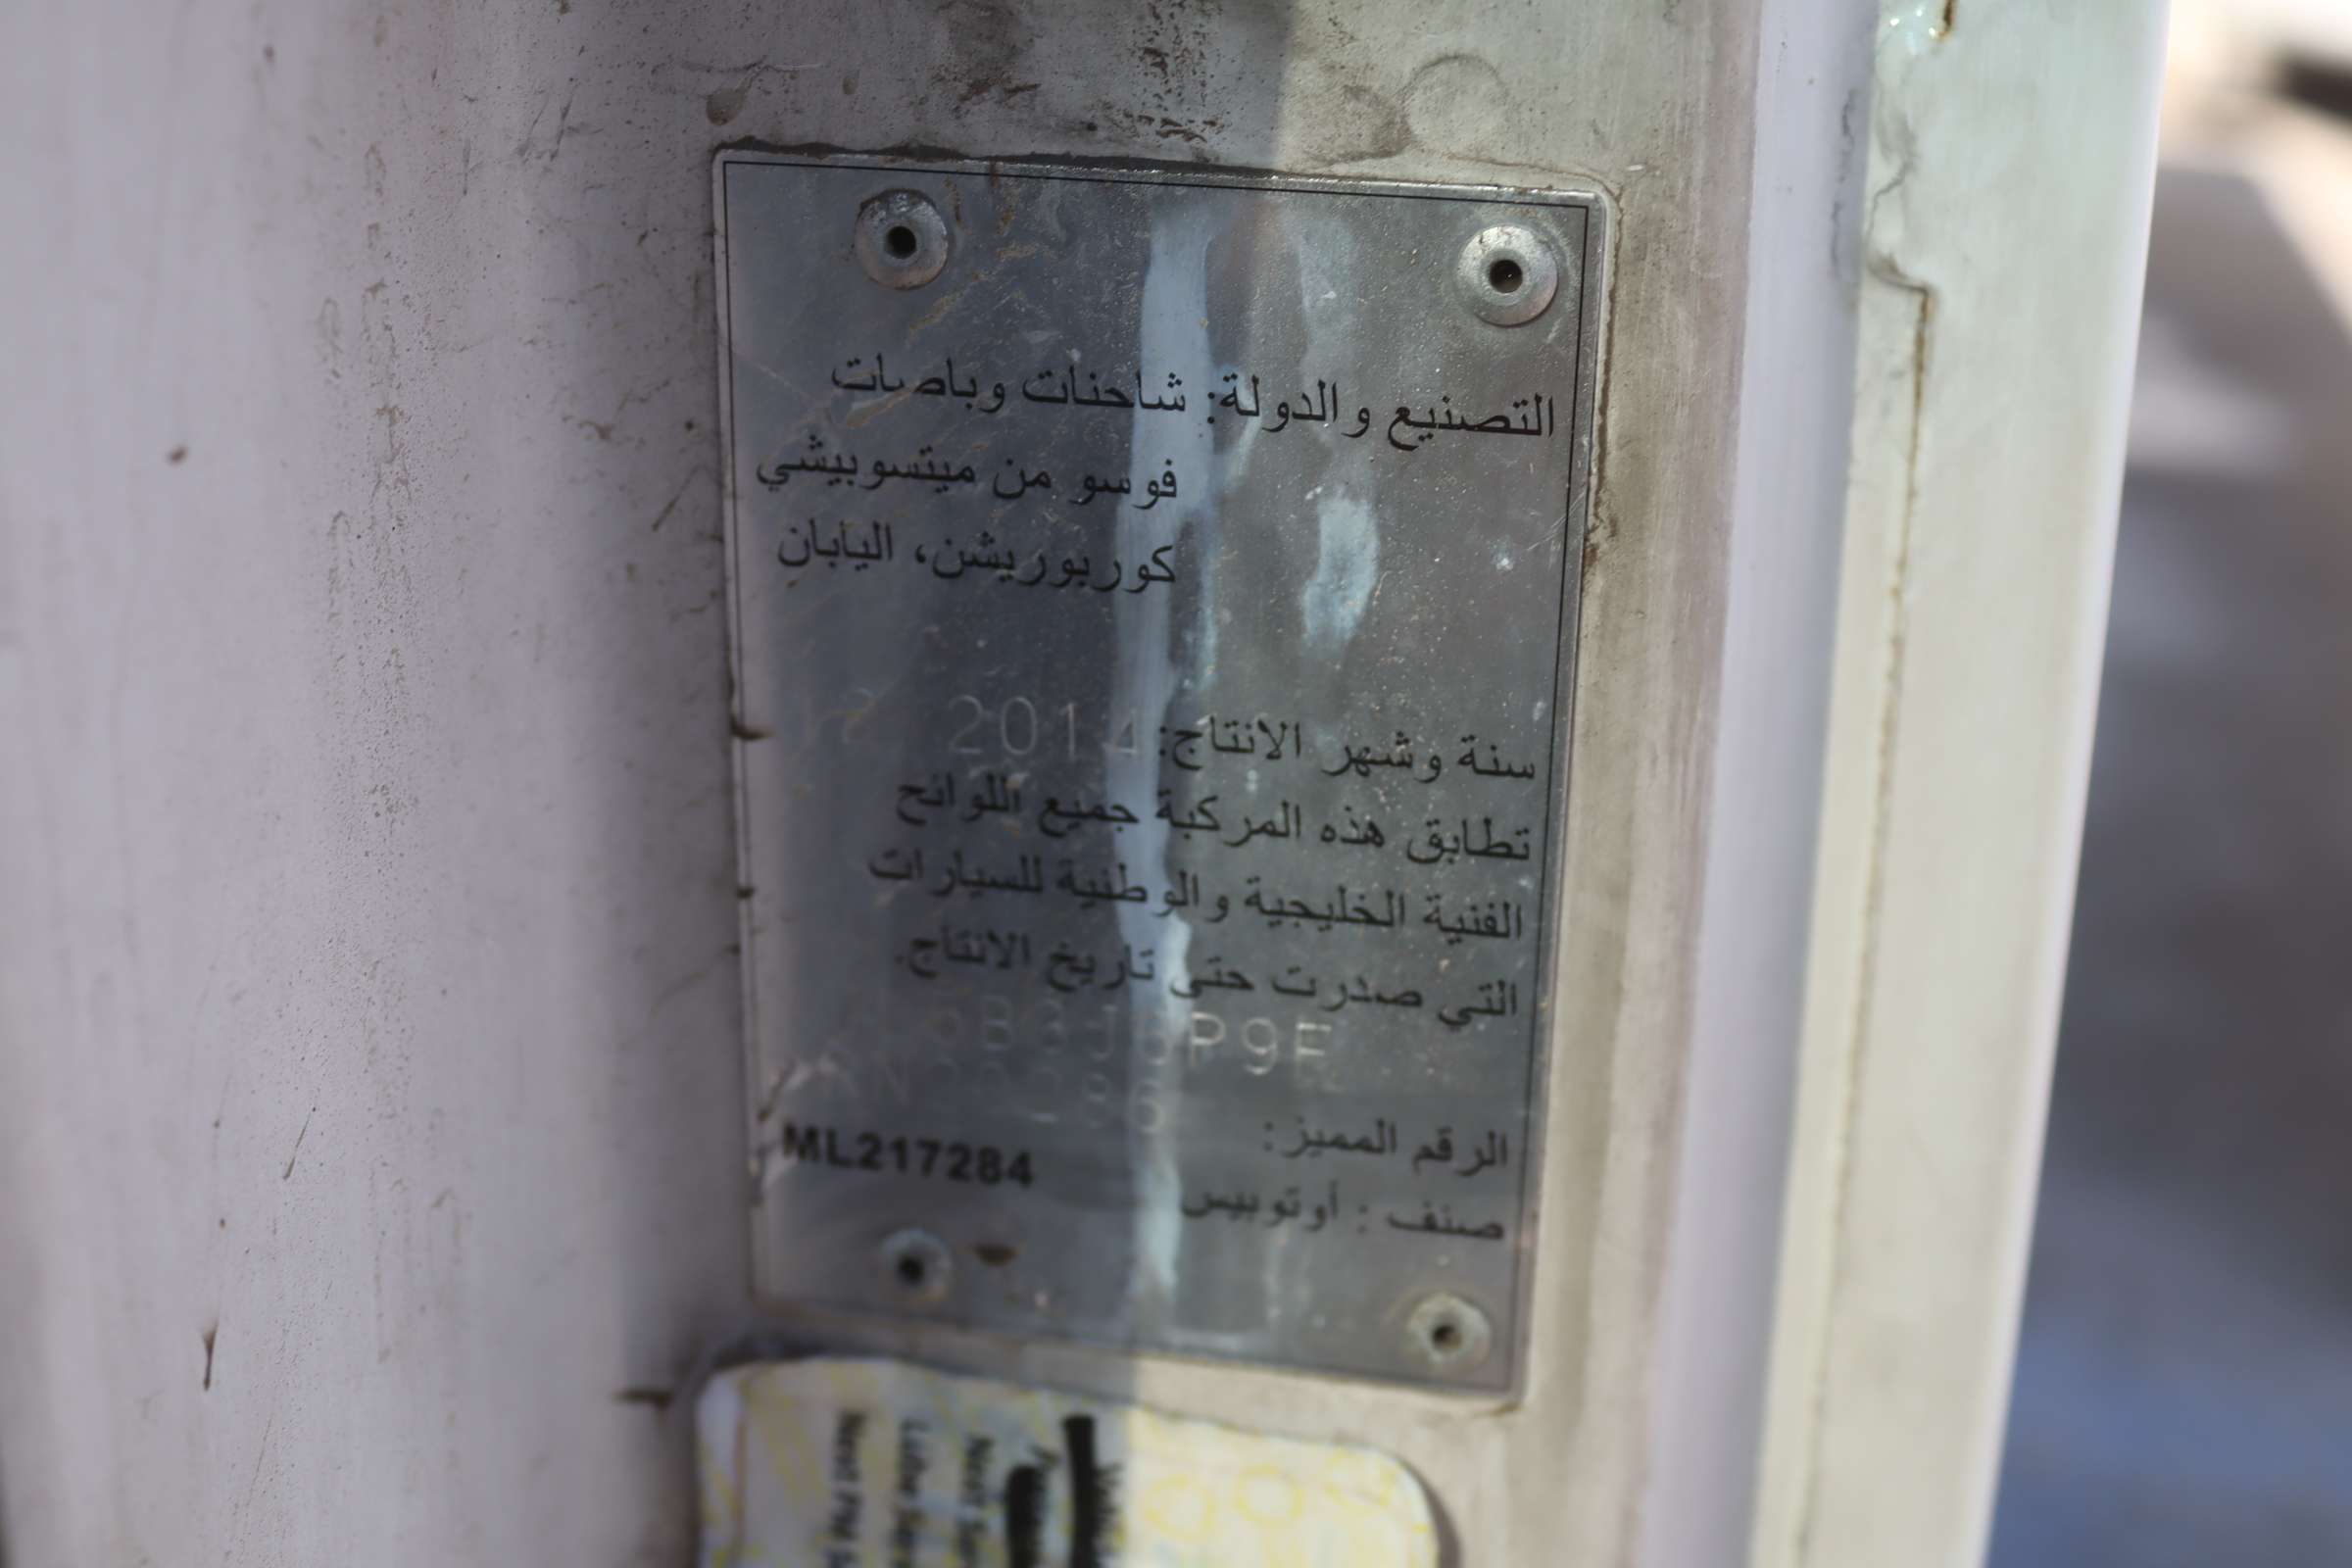 التصنيع والدولة: شاحنات وباصات
فوسو من ميتسوبيشي
كوربوريشن، اليابان
سنة وشهر الانتاج: 2014 12
تطابق هذه المركبة جميع اللوائح
الفنية الخليجية والوطنية للسيارات
التي صدرت حتى تاريخ الانتاج.
الرقم المميز:
ML217284
صنف : أوتوبيس